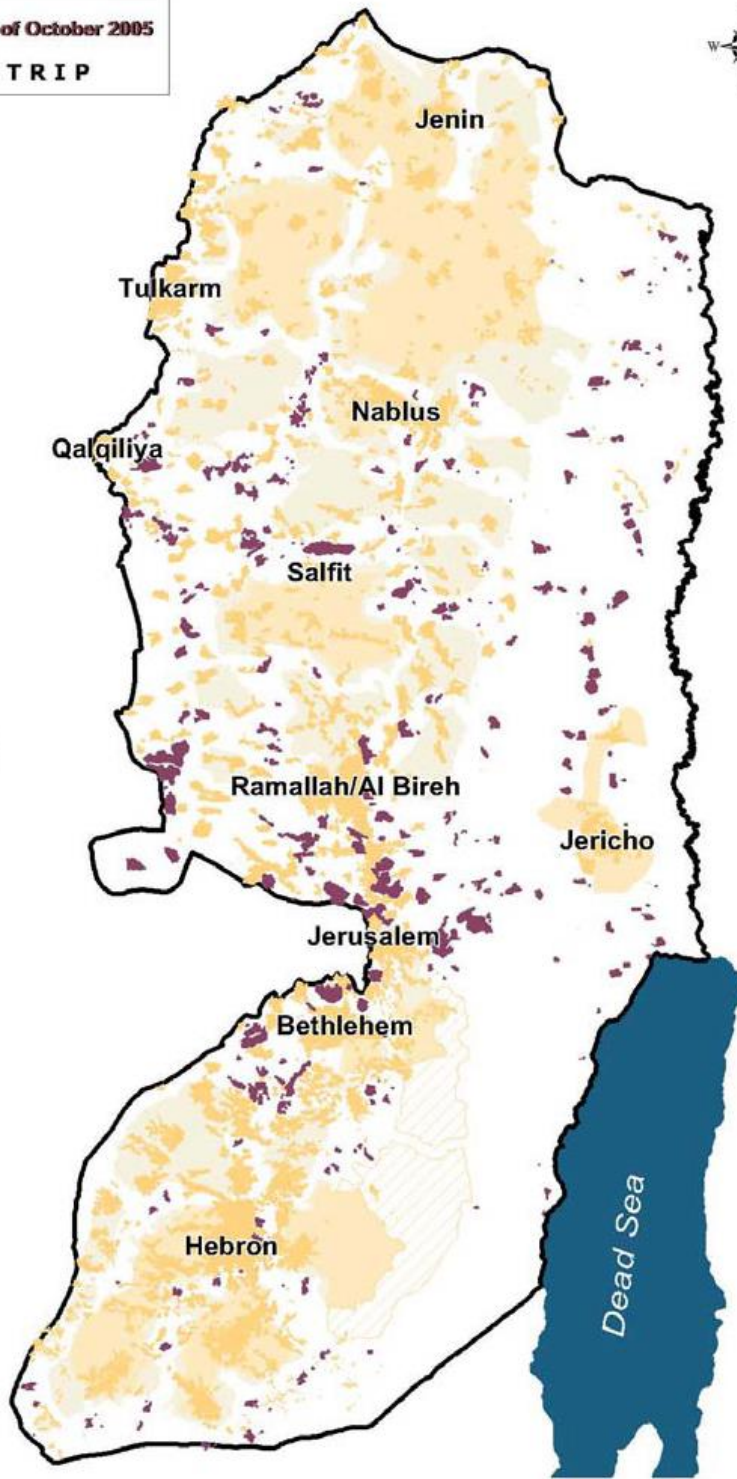 of October 2005
TRIP
W
Jenin
Tulkarm
Nablus
Qalqiliya
Salfit
Ramallah/Al Bireh
Jericho
Jerusalem
Bethlehem
Hebron
Dead Sea